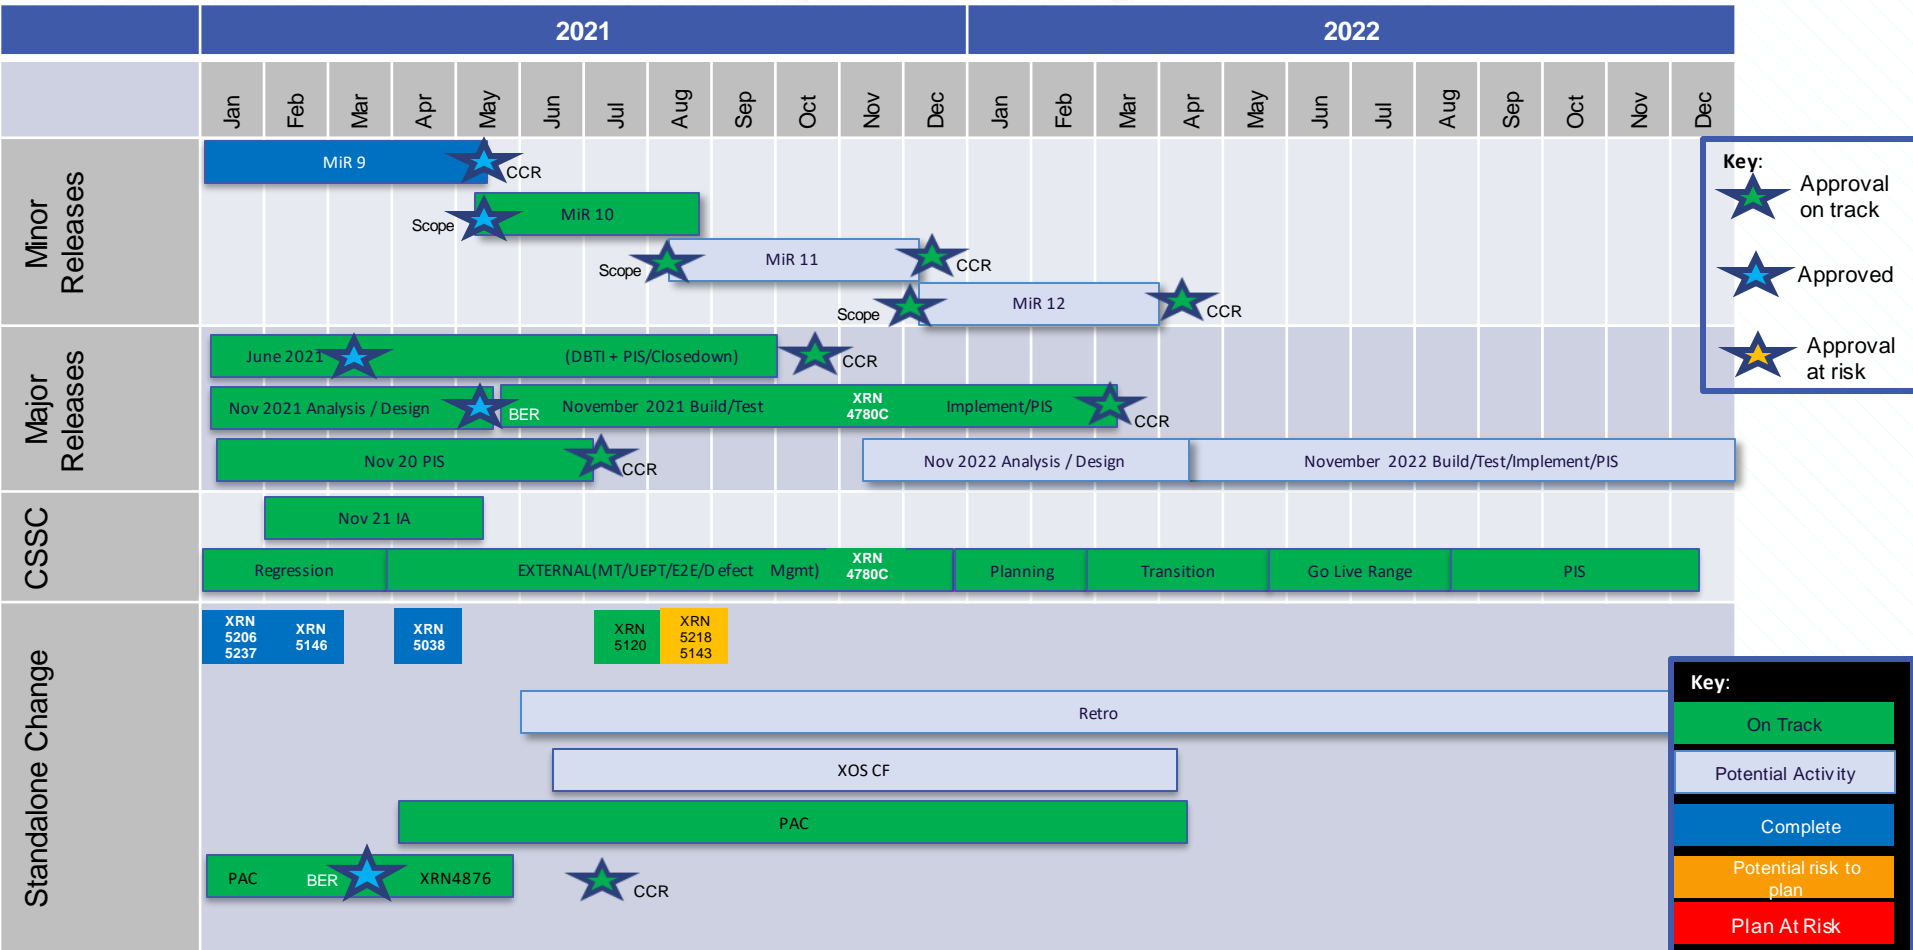 2021
2022
Jan
Feb
Mar
Apr
May
Jun
Jul
Aug
Sep
Oct
Nov
Dec
Jan
Feb
Mar
Apr
May
Jun
Jul
Aug
Sep
Oct
Nov
Dec
Minor
Releases
MiR 9
CCR
Scope
MiR 10
Scope
MiR 11
CCR
Scope
MiR 12
CCR
Major
Releases
June 2021
(DBTI + PIS/Closedown)
CCR
Nov 2021 Analysis / Design
BER
November 2021 Build/Test
XRN
4780C
Implement/PIS
CCR
Nov 20 PIS
CCR
Nov 2022 Analysis / Design
November 2022 Build/Test/Implement/PIS
CSSC
Nov 21 IA
Regression
EXTERNAL(MT/UEPT/E2E/Defect Mgmt)
XRN
4780C
Planning
Transition
Go Live Range
PIS
Standalone Change
XRN
5206
5237
XRN
5146
XRN
5038
XRN
5120
XRN
5218
5143
Retro
XOS CF
PAC
PAC
BER
XRN4876
CCR
Key:
Approval
on track
Approved
Approval
at risk
Key:
On Track
Potential Activity
Complete
Potential risk to
plan
Plan At Risk